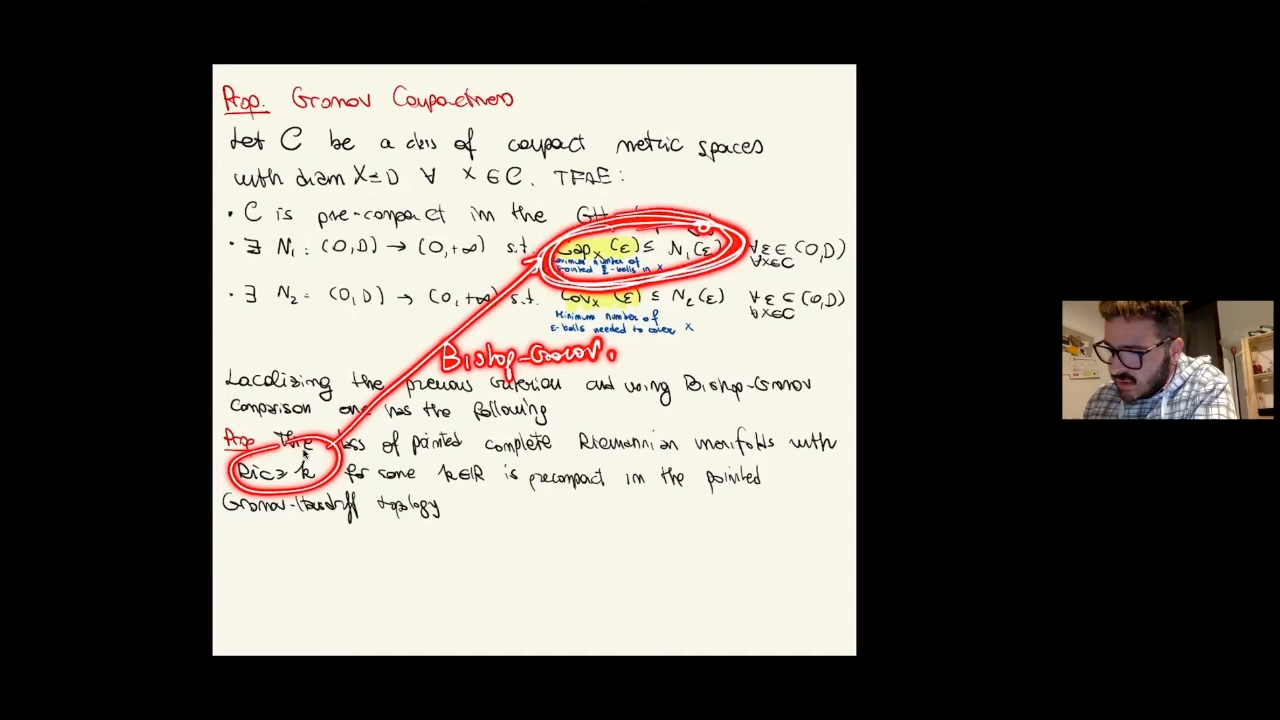 Prop. Gromov Compactness
Let C be a class of compact metric spaces
with diam X ≤ D ∀ X ∈ C. TFAE:
• C is pre-compact in the GH
• ∃ N₁: (0,D) → (0,+∞) s.t. Cap_X (ε) ≤ N₁(ε) ∀ε ∈ (0,D)
∀X∈C
Maximum number of
ε/2-balls in X
• ∃ N₂: (0,D) → (0,+∞) s.t. Cov_X (ε) ≤ N₂(ε) ∀ε ∈ (0,D)
∀X∈C
Minimum number of
ε-balls needed to cover X
Bishop-Gromov.
Localizing the previous criterion and using Bishop-Gromov
comparison one has the following
Prop The class of pointed complete Riemannian manifolds with
Ric ≥ k for some k∈ℝ is precompact in the pointed
Gromov-Hausdorff topology